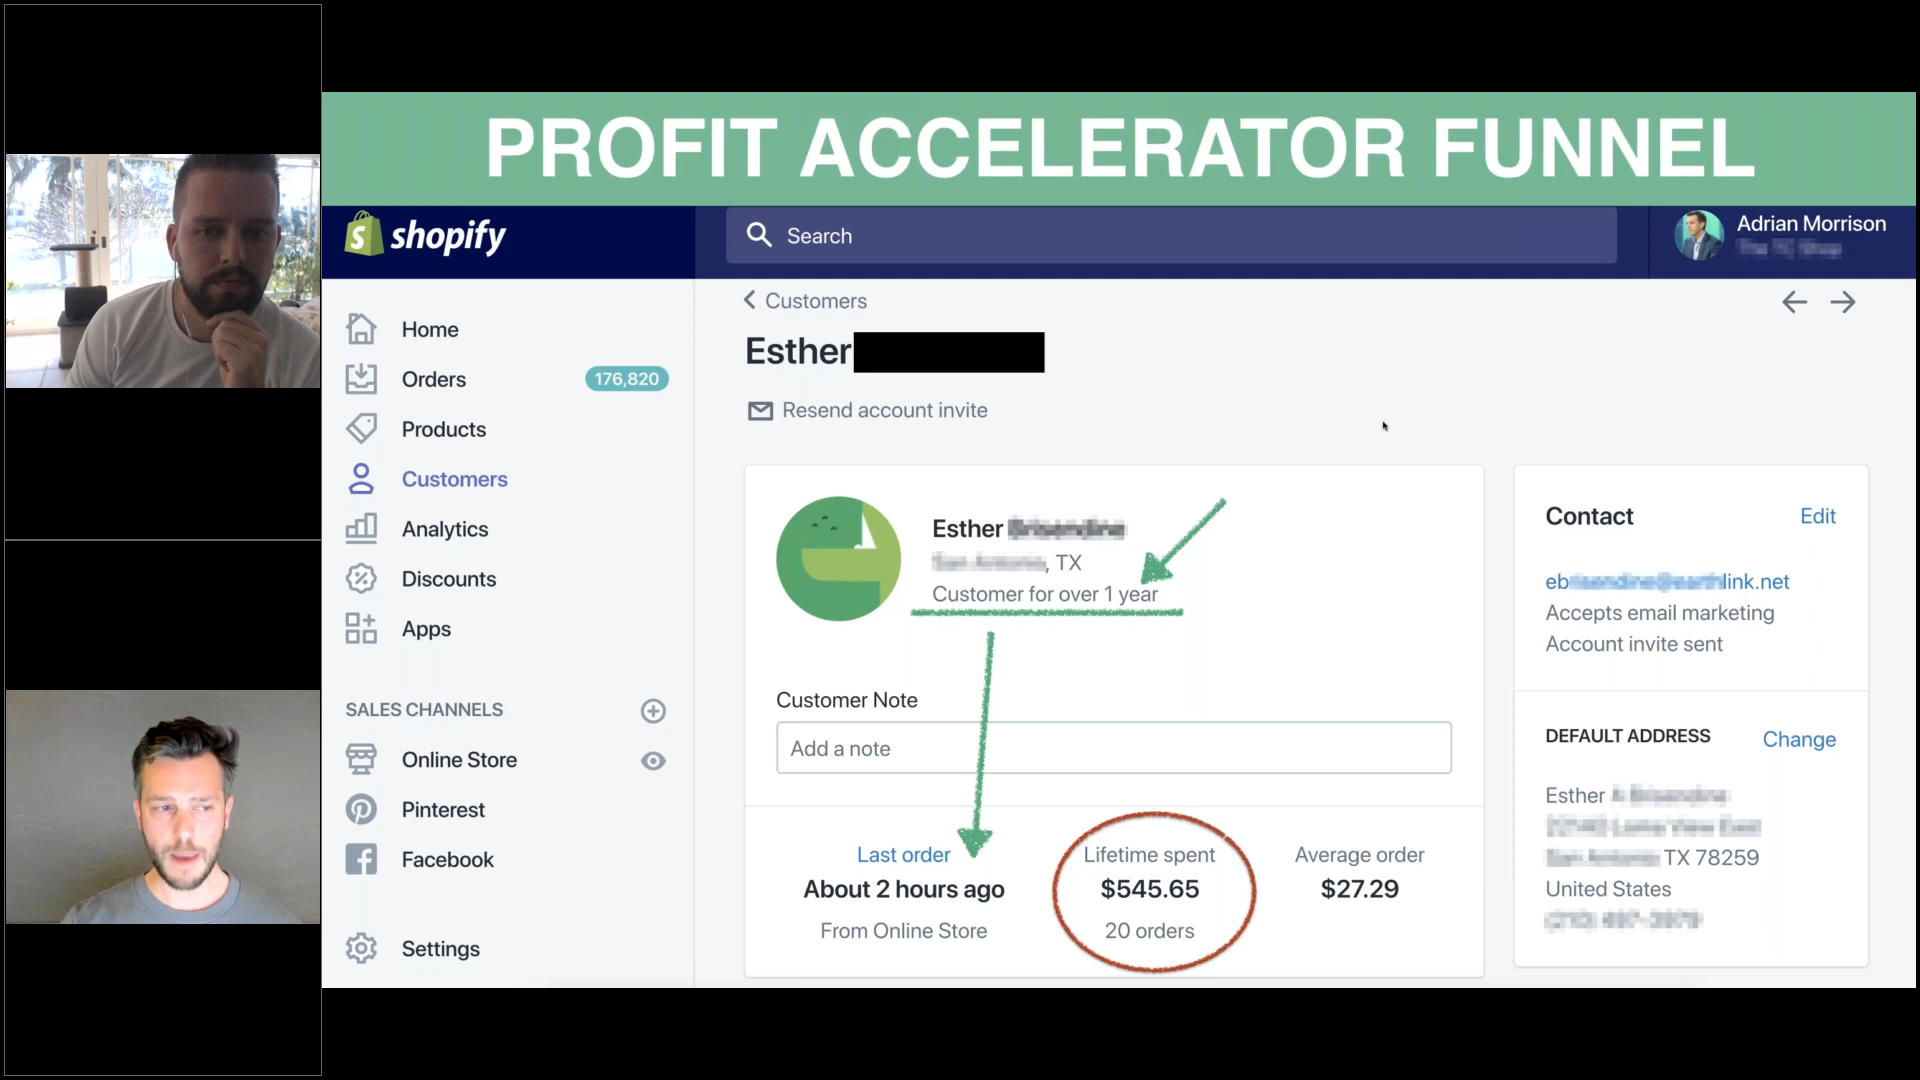 PROFIT ACCELERATOR FUNNEL
shopify
Search
Adrian Morrison
Home
Orders
176,820
Products
Customers
Analytics
Discounts
Apps
SALES CHANNELS
Online Store
Pinterest
Facebook
Settings
Customers
Esther
Resend account invite
Esther
, TX
Customer for over 1 year
Customer Note
Add a note
Last order
About 2 hours ago
From Online Store
Lifetime spent
$545.65
20 orders
Average order
$27.29
Contact
Edit
Accepts email marketing
Account invite sent
DEFAULT ADDRESS
Change
Esther
TX 78259
United States